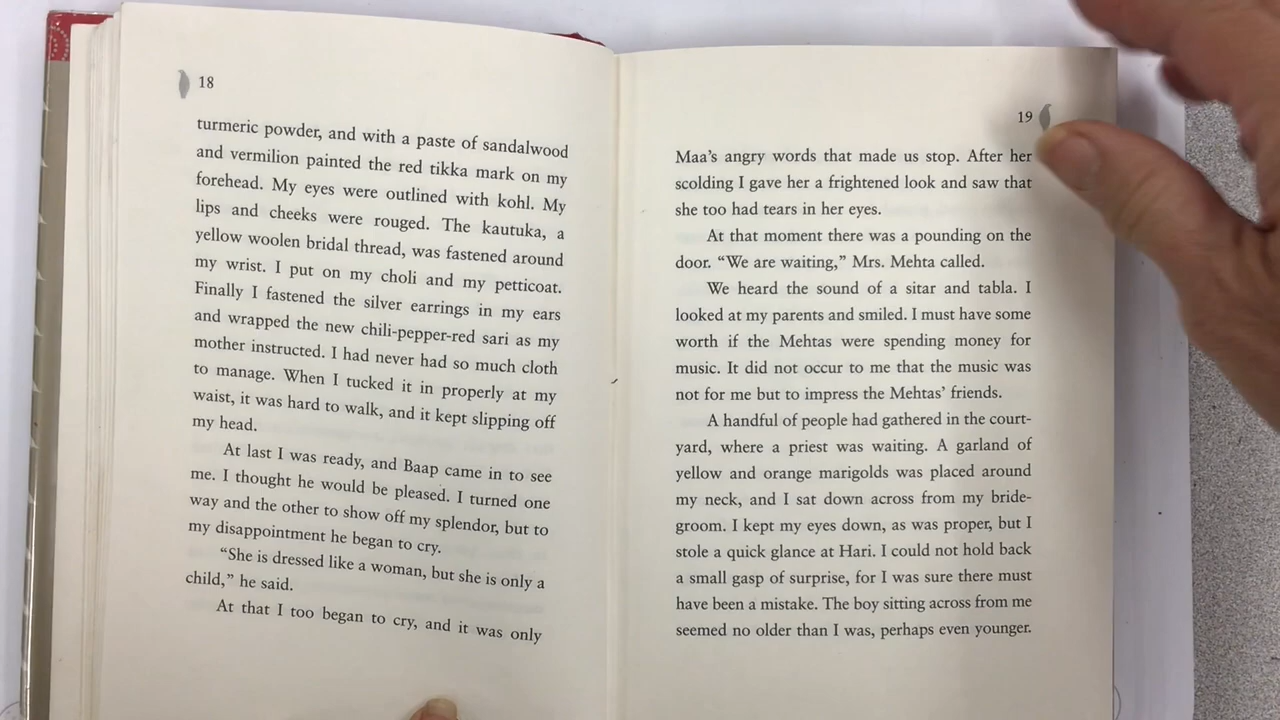 18
turmeric powder, and with a paste of sandalwood
and vermilion painted the red tikka mark on my
forehead. My eyes were outlined with kohl. My
lips and cheeks were rouged. The kautuka, a
yellow woolen bridal thread, was fastened around
my wrist. I put on my choli and my petticoat.
Finally I fastened the silver earrings in my ears
and wrapped the new chili-pepper-red sari as my
mother instructed. I had never had so much cloth
to manage. When I tucked it in properly at my
waist, it was hard to walk, and it kept slipping off
my head.
At last I was ready, and Baap came in to see
me. I thought he would be pleased. I turned one
way and the other to show off my splendor, but to
my disappointment he began to cry.
“She is dressed like a woman, but she is only a
child,” he said.
At that I too began to cry, and it was only
19
Maa’s angry words that made us stop. After her
scolding I gave her a frightened look and saw that
she too had tears in her eyes.
At that moment there was a pounding on the
door. “We are waiting,” Mrs. Mehta called.
We heard the sound of a sitar and tabla. I
looked at my parents and smiled. I must have some
worth if the Mehtas were spending money for
music. It did not occur to me that the music was
not for me but to impress the Mehtas’ friends.
A handful of people had gathered in the court-
yard, where a priest was waiting. A garland of
yellow and orange marigolds was placed around
my neck, and I sat down across from my bride-
groom. I kept my eyes down, as was proper, but I
stole a quick glance at Hari. I could not hold back
a small gasp of surprise, for I was sure there must
have been a mistake. The boy sitting across from me
seemed no older than I was, perhaps even younger.